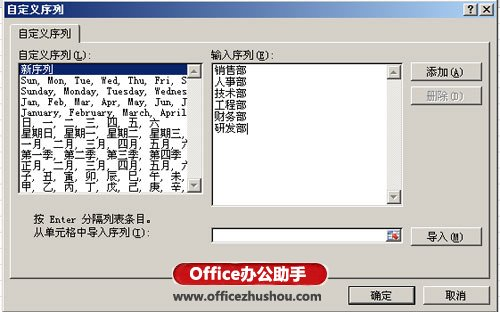 自定义序列
自定义序列
自定义序列(L):
输入序列(E):
新序列
Sun, Mon, Tue, Wed, Thu, Fri, S
Sunday, Monday, Tuesday, Wednes
Jan, Feb, Mar, Apr, May, Jun, J
January, February, March, April
日, 一, 二, 三, 四, 五, 六
星期日, 星期一, 星期二, 星期三,
一月, 二月, 三月, 四月, 五月, 六
第一季, 第二季, 第三季, 第四季
正月, 二月, 三月, 四月, 五月, 六
子, 丑, 寅, 卯, 辰, 巳, 午, 未,
甲, 乙, 丙, 丁, 戊, 己, 庚, 辛,
销售部
人事部
技术部
工程部
财务部
研发部
添加(A)
删除(D)
按 Enter 分隔列表条目。
从单元格中导入序列(I):
导入(M)
Office办公助手
www.officezhushou.com
确定
取消